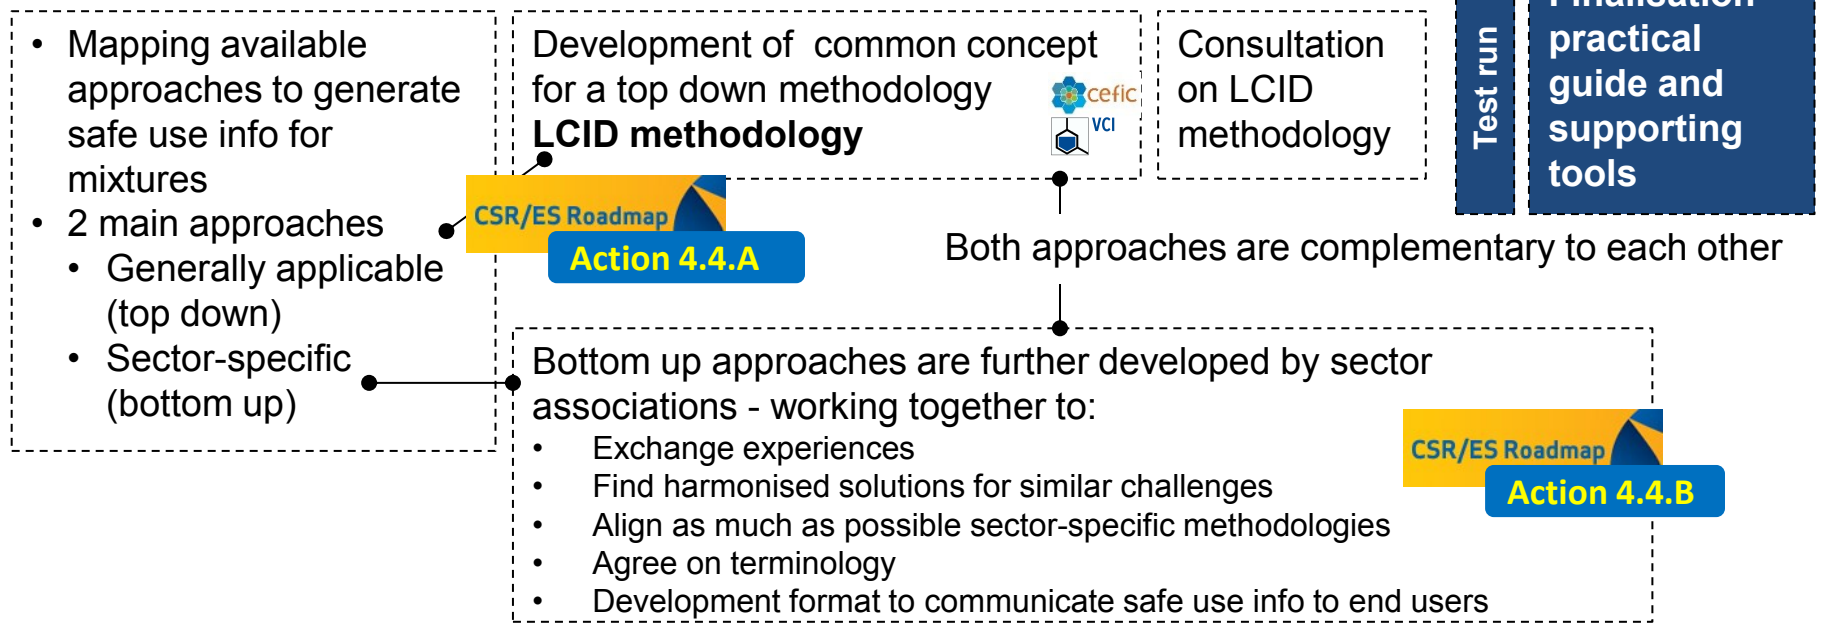 • Mapping available
approaches to generate
safe use info for
mixtures
• 2 main approaches
• Generally applicable
(top down)
• Sector-specific
(bottom up)
Development of common concept
for a top down methodology
LCID methodology
cefic
VCI
CSR/ES Roadmap
Action 4.4.A
Consultation
on LCID
methodology
Test run
Finalisation
practical
guide and
supporting
tools
Both approaches are complementary to each other
Bottom up approaches are further developed by sector
associations - working together to:
• Exchange experiences
• Find harmonised solutions for similar challenges
• Align as much as possible sector-specific methodologies
• Agree on terminology
• Development format to communicate safe use info to end users
CSR/ES Roadmap
Action 4.4.B